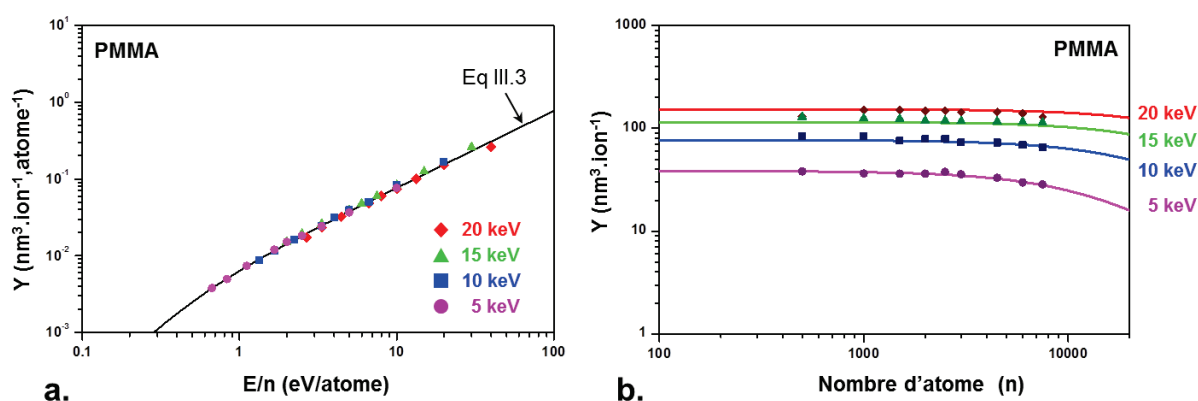 PMMA
Eq III.3
Y (nm³.ion⁻¹,atome⁻¹)
10¹
10⁰
10⁻¹
10⁻²
10⁻³
20 keV
15 keV
10 keV
5 keV
0.1
1
10
100
E/n (eV/atome)
a.
PMMA
Y (nm³.ion⁻¹)
1000
100
10
1
20 keV
15 keV
10 keV
5 keV
100
1000
10000
Nombre d'atome (n)
b.